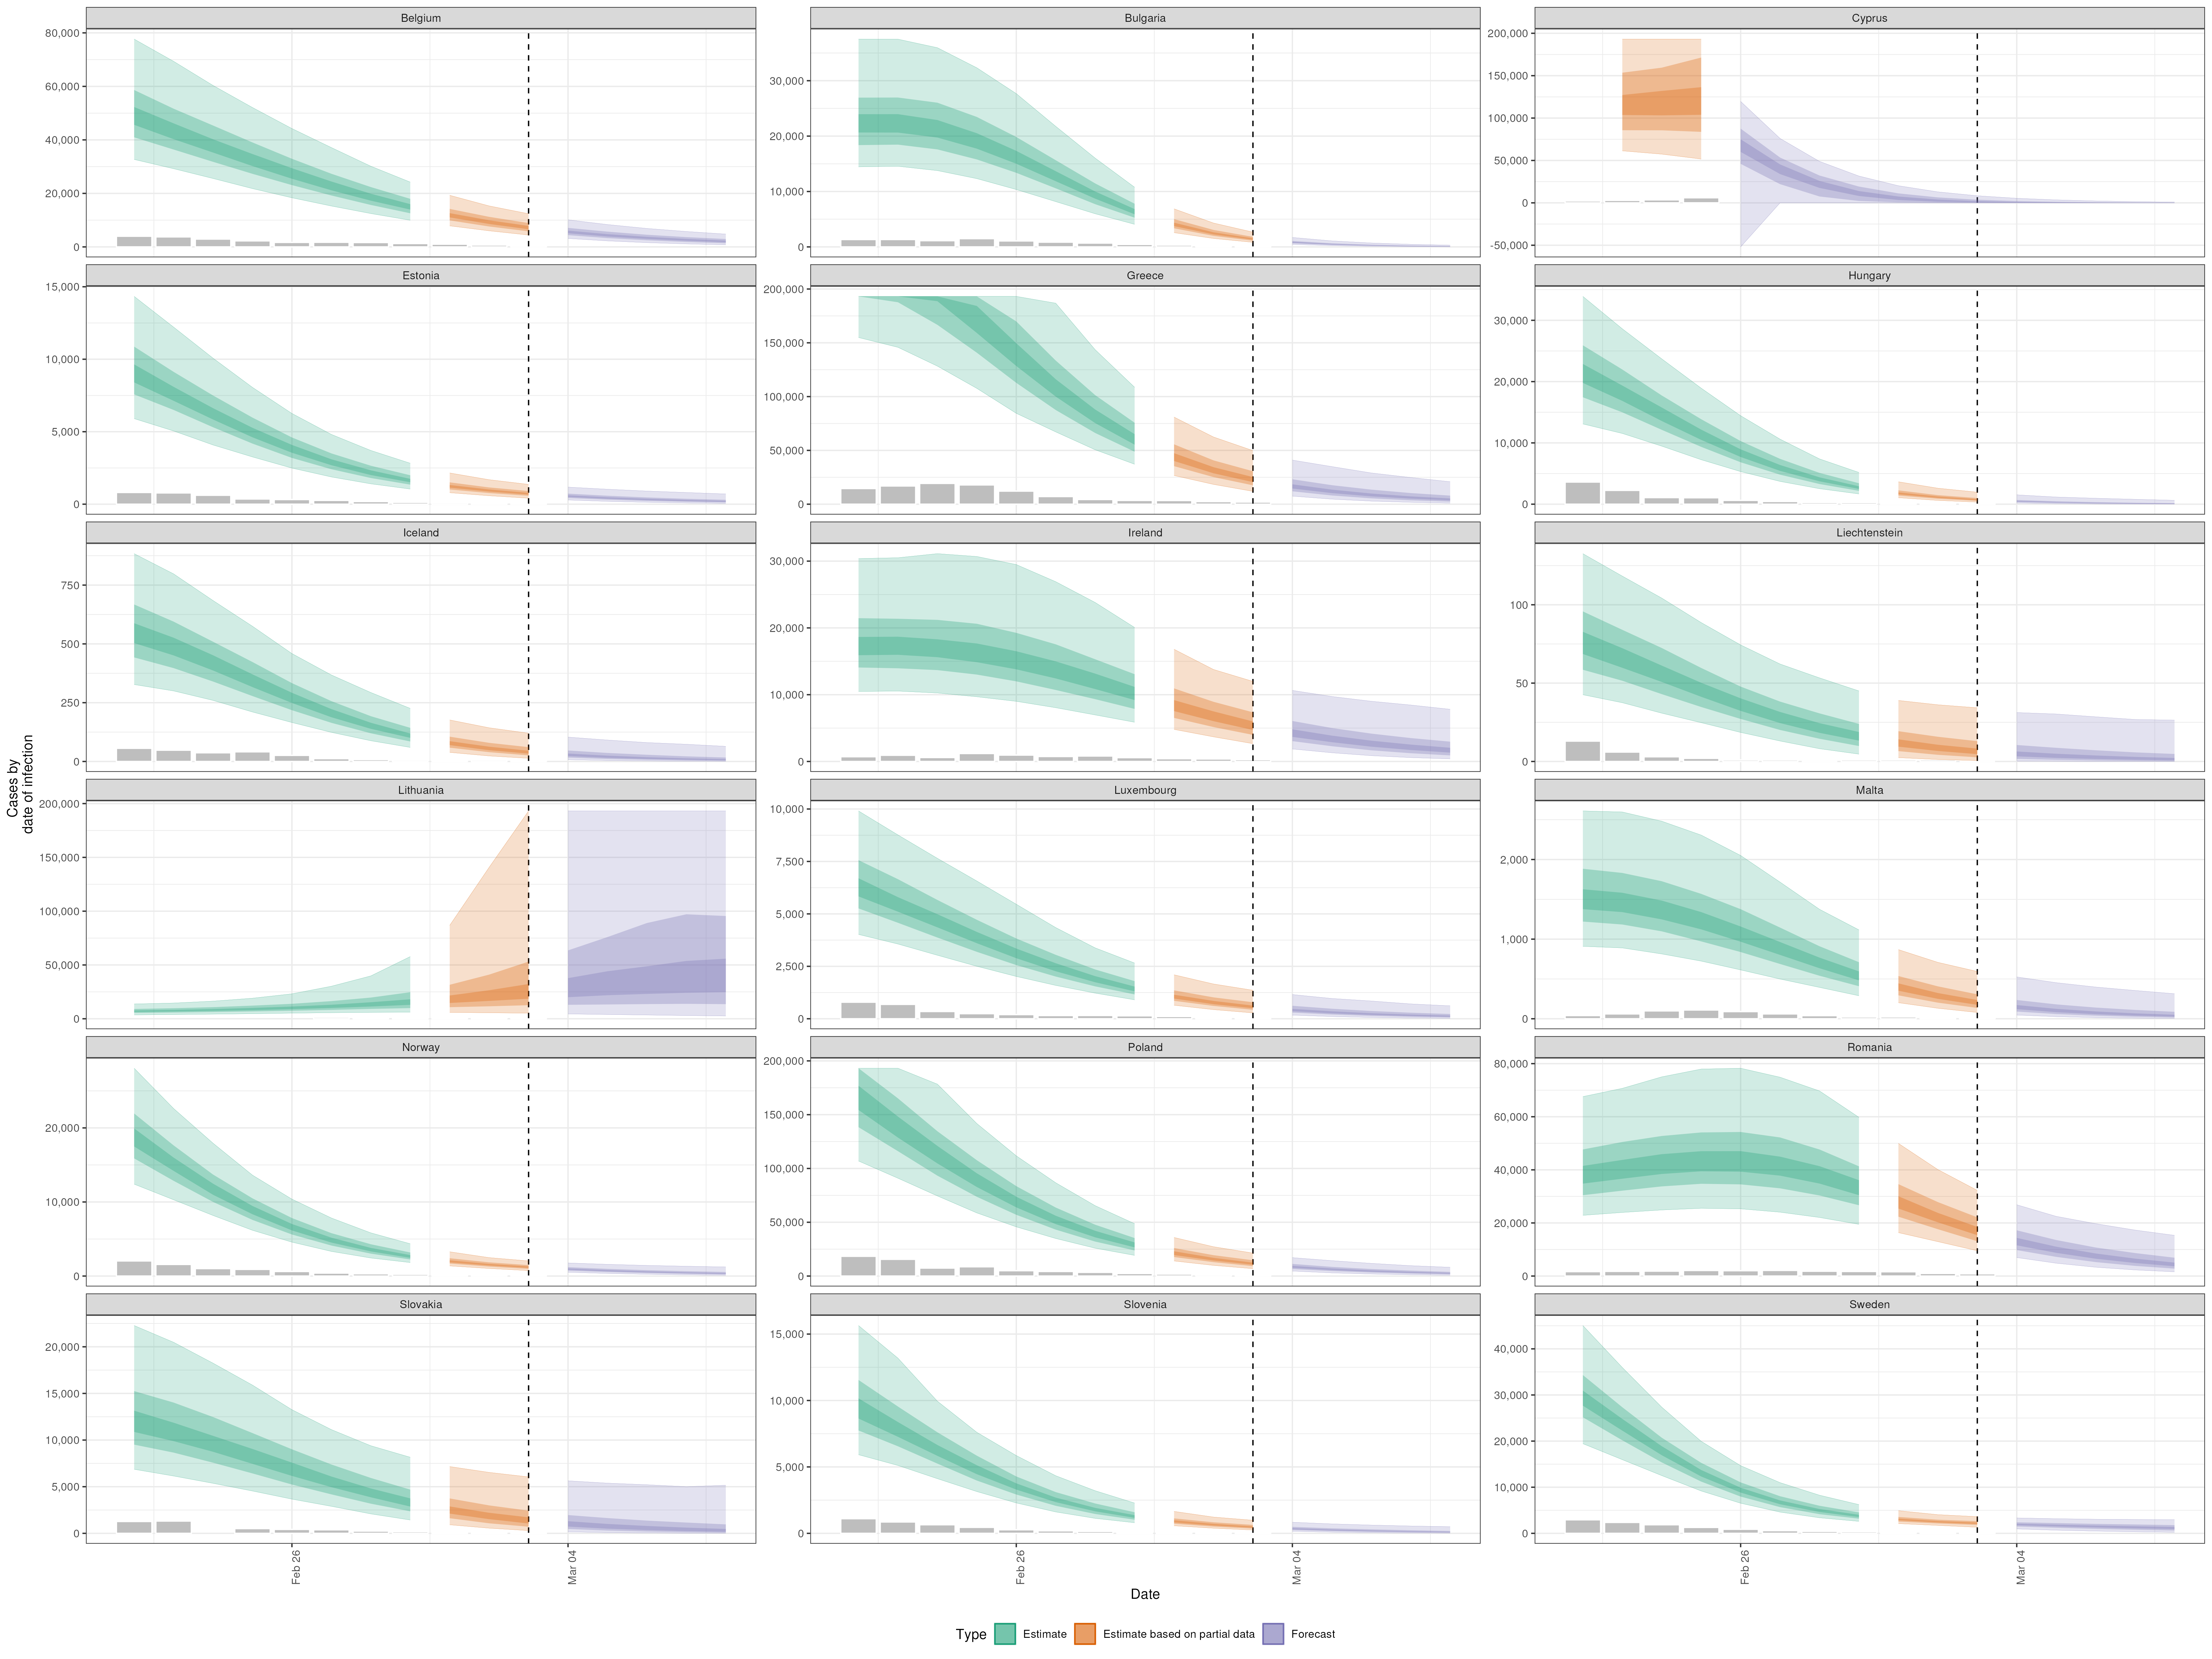 Belgium
Bulgaria
Cyprus
80,000
60,000
40,000
20,000
0
30,000
20,000
10,000
0
200,000
150,000
100,000
50,000
0
-50,000
Estonia
Greece
Hungary
15,000
10,000
5,000
0
200,000
150,000
100,000
50,000
0
30,000
20,000
10,000
0
Iceland
Ireland
Liechtenstein
750
500
250
0
30,000
20,000
10,000
0
100
50
0
Cases by
date of infection
Lithuania
Luxembourg
Malta
200,000
150,000
100,000
50,000
0
10,000
7,500
5,000
2,500
0
2,000
1,000
0
Norway
Poland
Romania
20,000
10,000
0
200,000
150,000
100,000
50,000
0
80,000
60,000
40,000
20,000
0
Slovakia
Slovenia
Sweden
20,000
15,000
10,000
5,000
0
15,000
10,000
5,000
0
40,000
30,000
20,000
10,000
0
Feb 26
Mar 04
Feb 26
Mar 04
Feb 26
Mar 04
Date
Type Estimate Estimate based on partial data Forecast